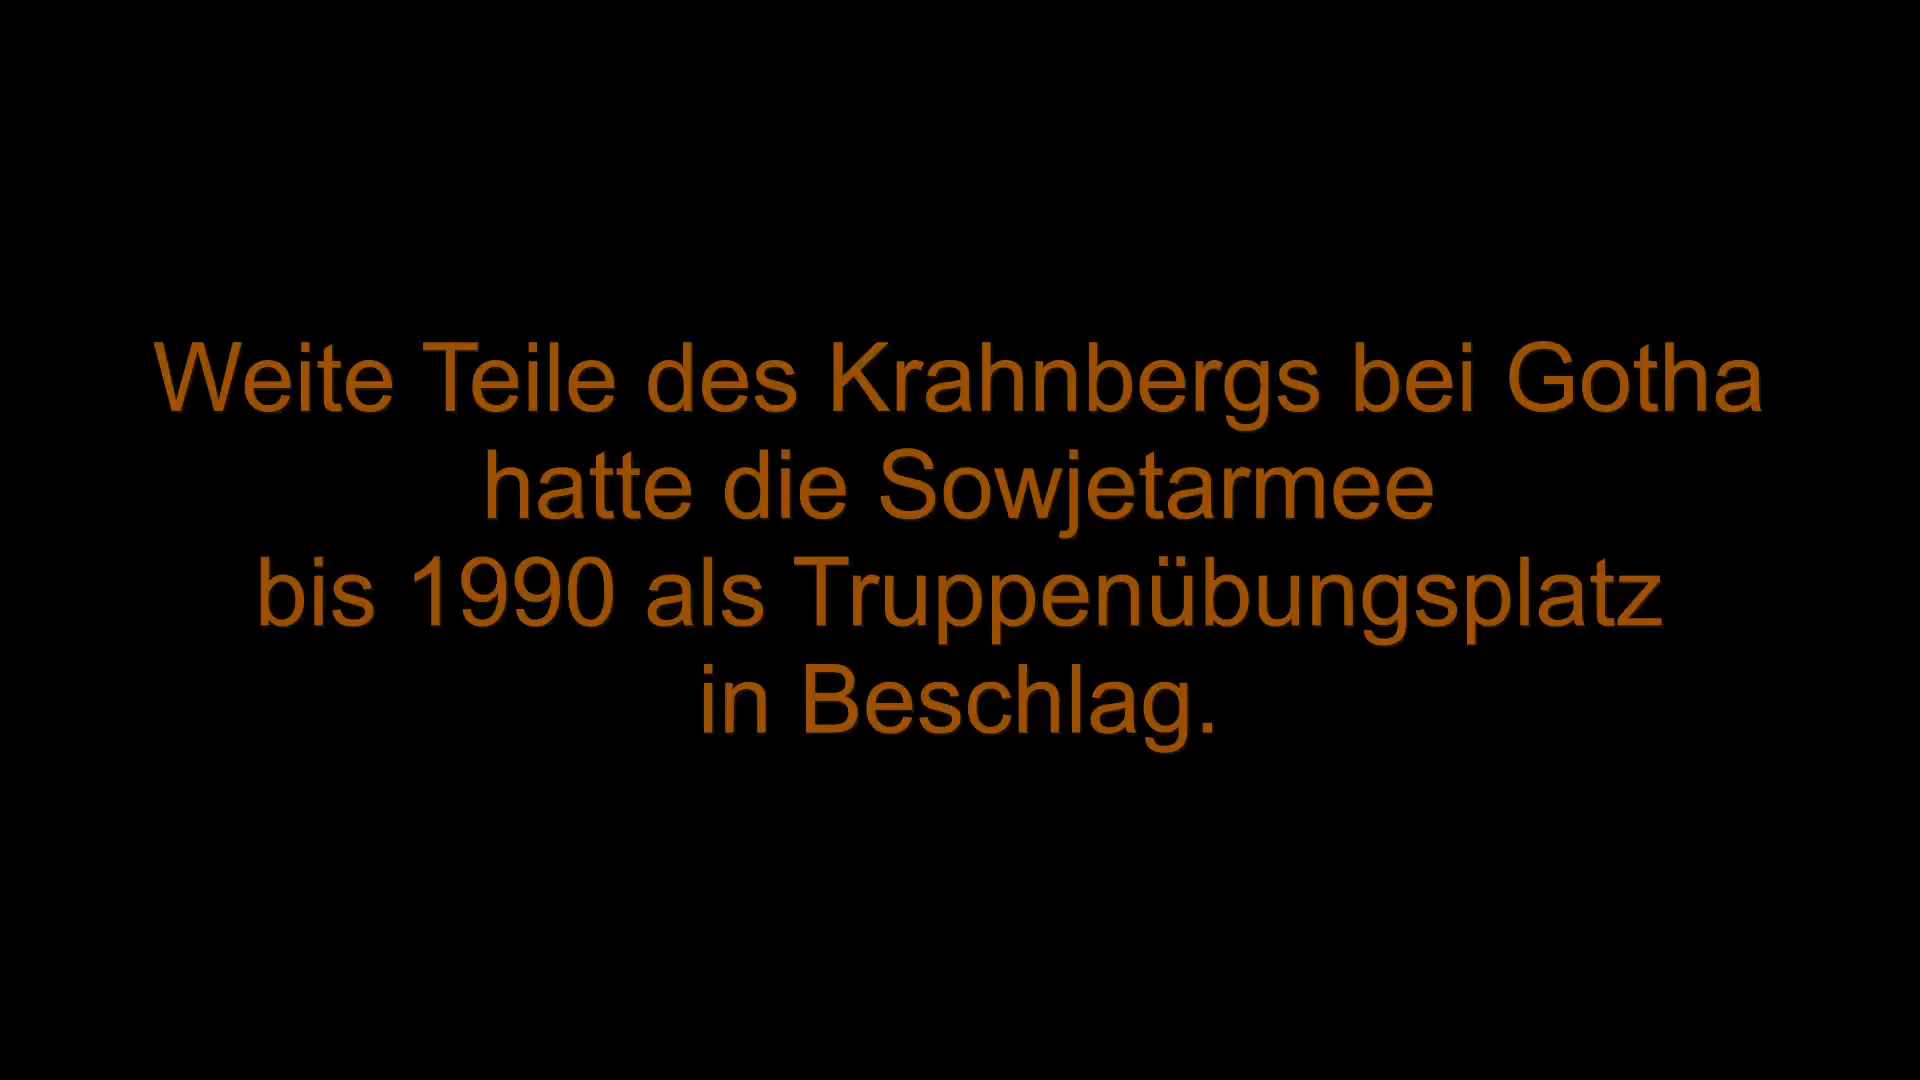 Weite Teile des Krahnbergs bei Gotha
hatte die Sowjetarmee
bis 1990 als Truppenübungsplatz
in Beschlag.